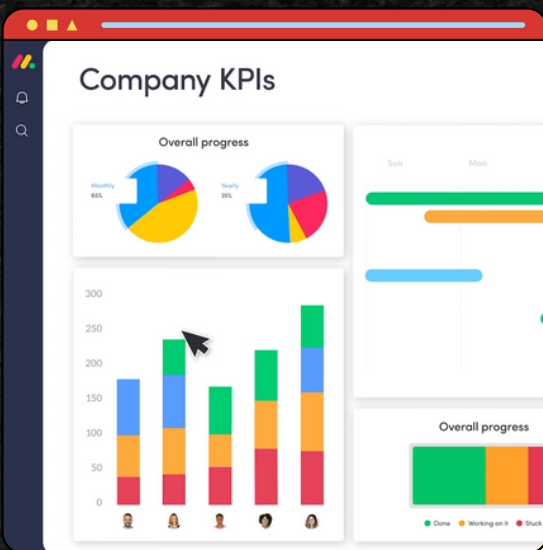 Company KPIs
Overall progress
Monthly
65%
Yearly
35%
Sun Mon
300
250
200
150
100
50
0
Overall progress
Done Working on it Stuck